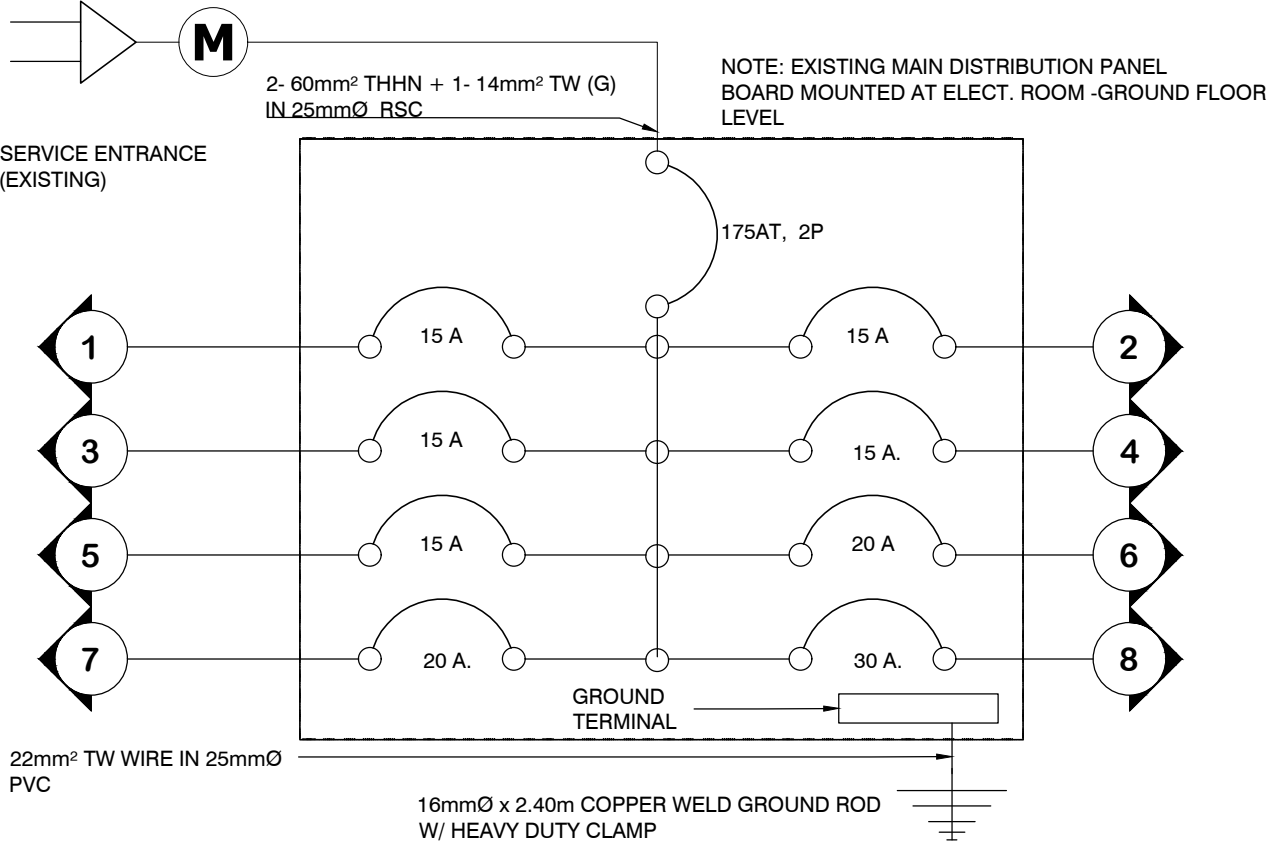 M
2- 60mm² THHN + 1- 14mm² TW (G)
IN 25mmØ RSC
NOTE: EXISTING MAIN DISTRIBUTION PANEL
BOARD MOUNTED AT ELECT. ROOM -GROUND FLOOR
LEVEL
SERVICE ENTRANCE
(EXISTING)
175AT, 2P
1
15 A
15 A
2
3
15 A
15 A.
4
5
15 A
20 A
6
7
20 A.
30 A.
8
GROUND
TERMINAL
22mm² TW WIRE IN 25mmØ
PVC
16mmØ x 2.40m COPPER WELD GROUND ROD
W/ HEAVY DUTY CLAMP